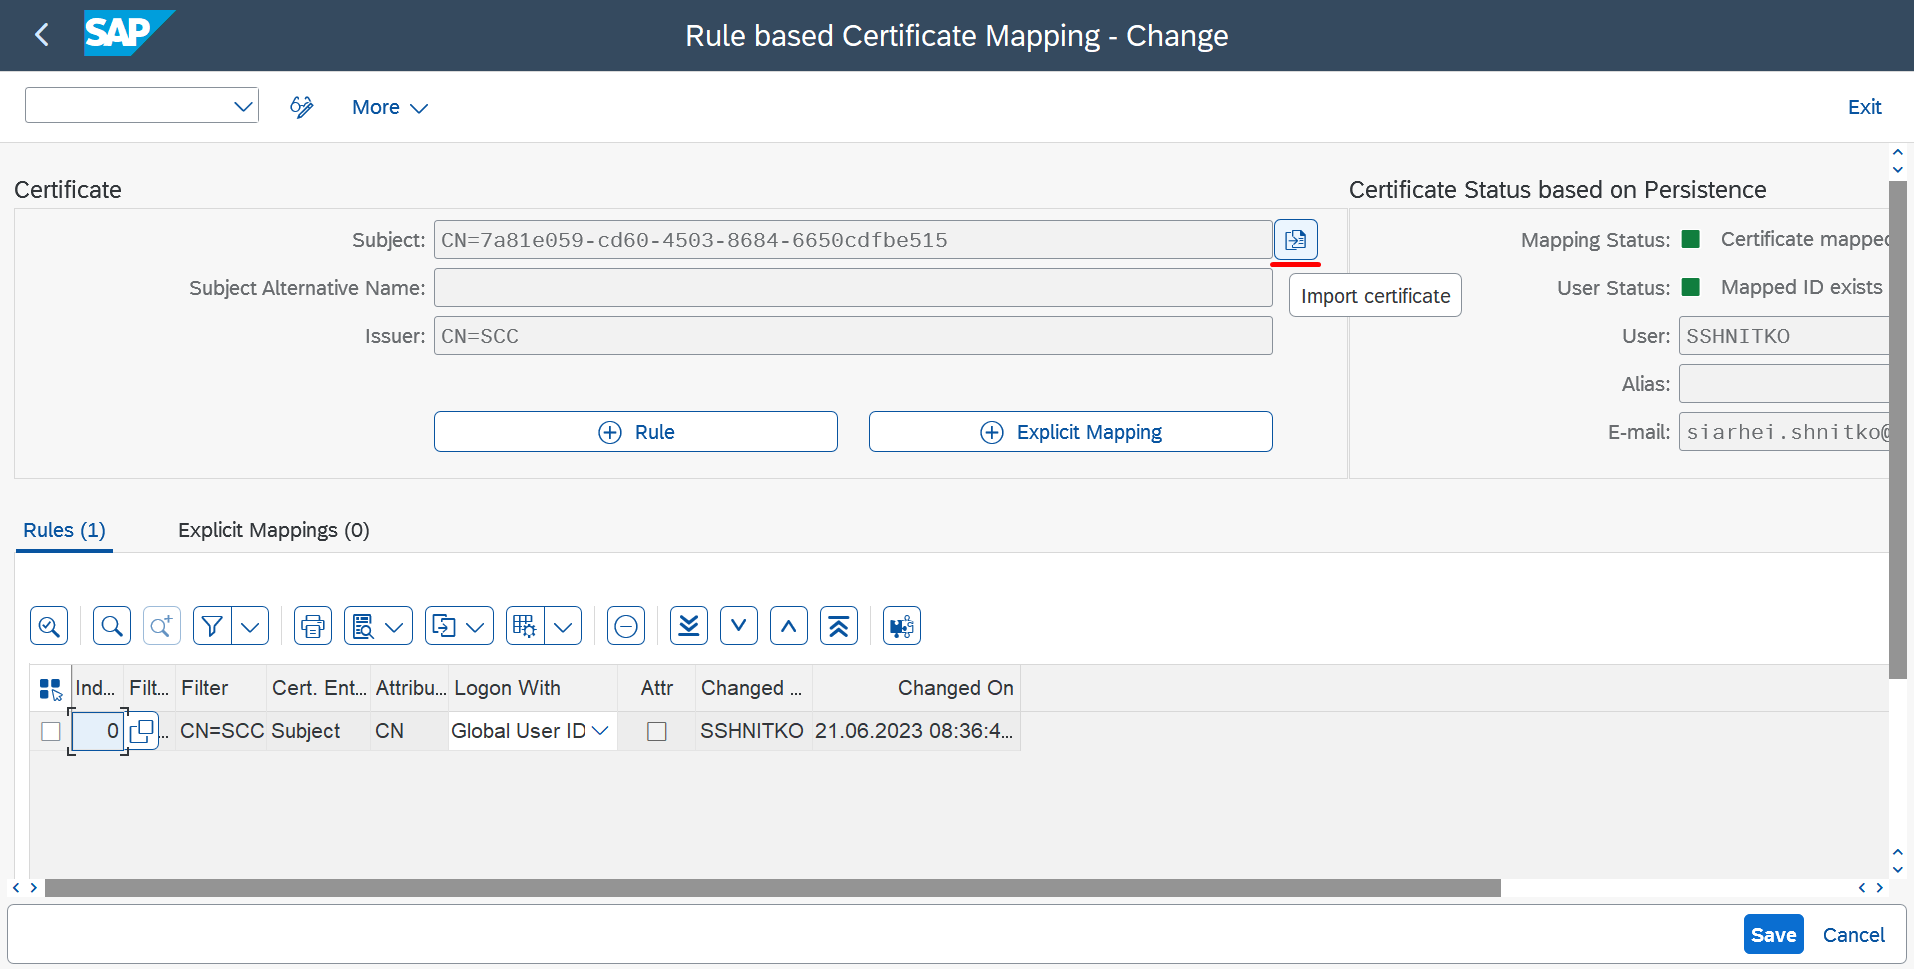 SAP
Rule based Certificate Mapping - Change
More
Exit
Certificate
Certificate Status based on Persistence
Subject: CN=7a81e059-cd60-4503-8684-6650cdfbe515
Mapping Status: Certificate mapped
Import certificate
Subject Alternative Name:
User Status: Mapped ID exists
Issuer: CN=SCC
User: SSHNITKO
Alias:
Rule
Explicit Mapping
E-mail: siarhei.shnitko@
Rules (1)
Explicit Mappings (0)
Ind... Filt... Filter Cert. Ent... Attribu... Logon With Attr Changed ... Changed On
0 ... CN=SCC Subject CN Global User ID SSHNITKO 21.06.2023 08:36:4...
Save
Cancel